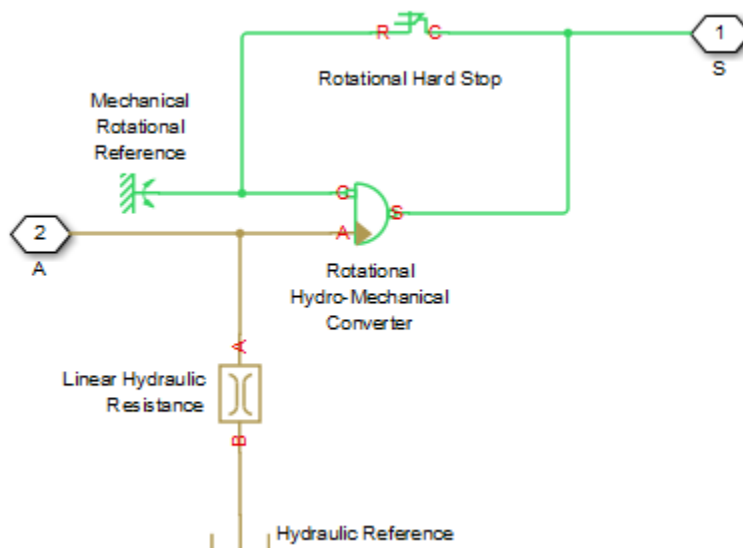 R
C
1
S
Rotational Hard Stop
Mechanical
Rotational
Reference
C
S
2
A
A
Rotational
Hydro-Mechanical
Converter
A
Linear Hydraulic
Resistance
B
Hydraulic Reference